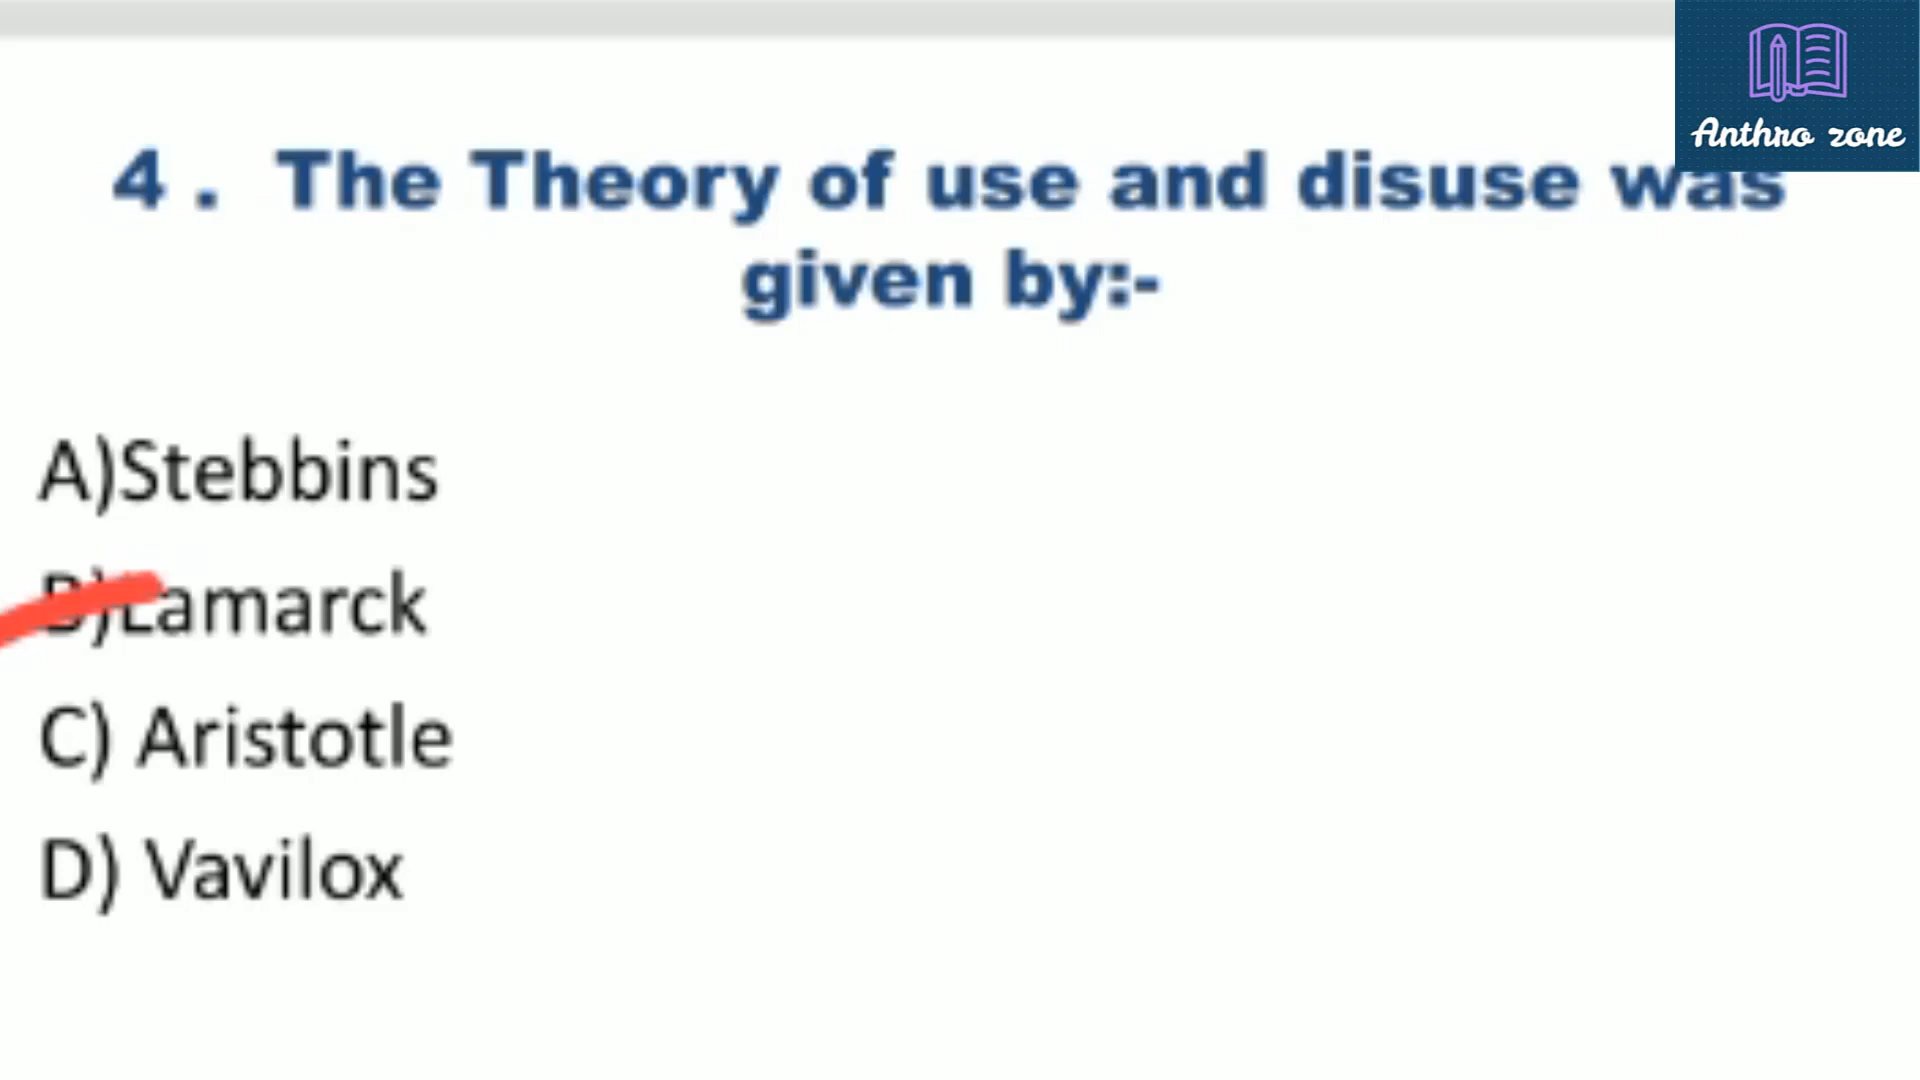 Anthro zone
4 . The Theory of use and disuse was
given by:-
A)Stebbins
B)Lamarck
C) Aristotle
D) Vavilox